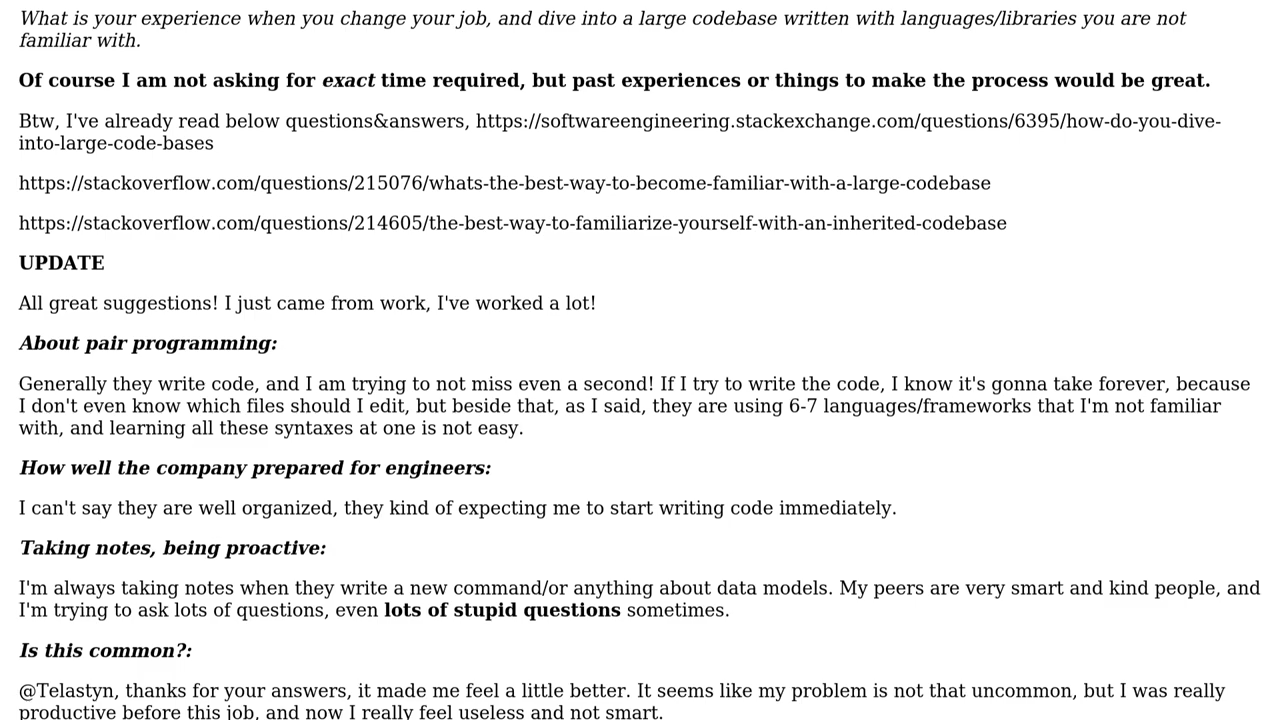 What is your experience when you change your job, and dive into a large codebase written with languages/libraries you are not
familiar with.
Of course I am not asking for exact time required, but past experiences or things to make the process would be great.
Btw, I've already read below questions&answers, https://softwareengineering.stackexchange.com/questions/6395/how-do-you-dive-
into-large-code-bases
https://stackoverflow.com/questions/215076/whats-the-best-way-to-become-familiar-with-a-large-codebase
https://stackoverflow.com/questions/214605/the-best-way-to-familiarize-yourself-with-an-inherited-codebase
UPDATE
All great suggestions! I just came from work, I've worked a lot!
About pair programming:
Generally they write code, and I am trying to not miss even a second! If I try to write the code, I know it's gonna take forever, because
I don't even know which files should I edit, but beside that, as I said, they are using 6-7 languages/frameworks that I'm not familiar
with, and learning all these syntaxes at one is not easy.
How well the company prepared for engineers:
I can't say they are well organized, they kind of expecting me to start writing code immediately.
Taking notes, being proactive:
I'm always taking notes when they write a new command/or anything about data models. My peers are very smart and kind people, and
I'm trying to ask lots of questions, even lots of stupid questions sometimes.
Is this common?:
@Telastyn, thanks for your answers, it made me feel a little better. It seems like my problem is not that uncommon, but I was really
productive before this job, and now I really feel useless and not smart.